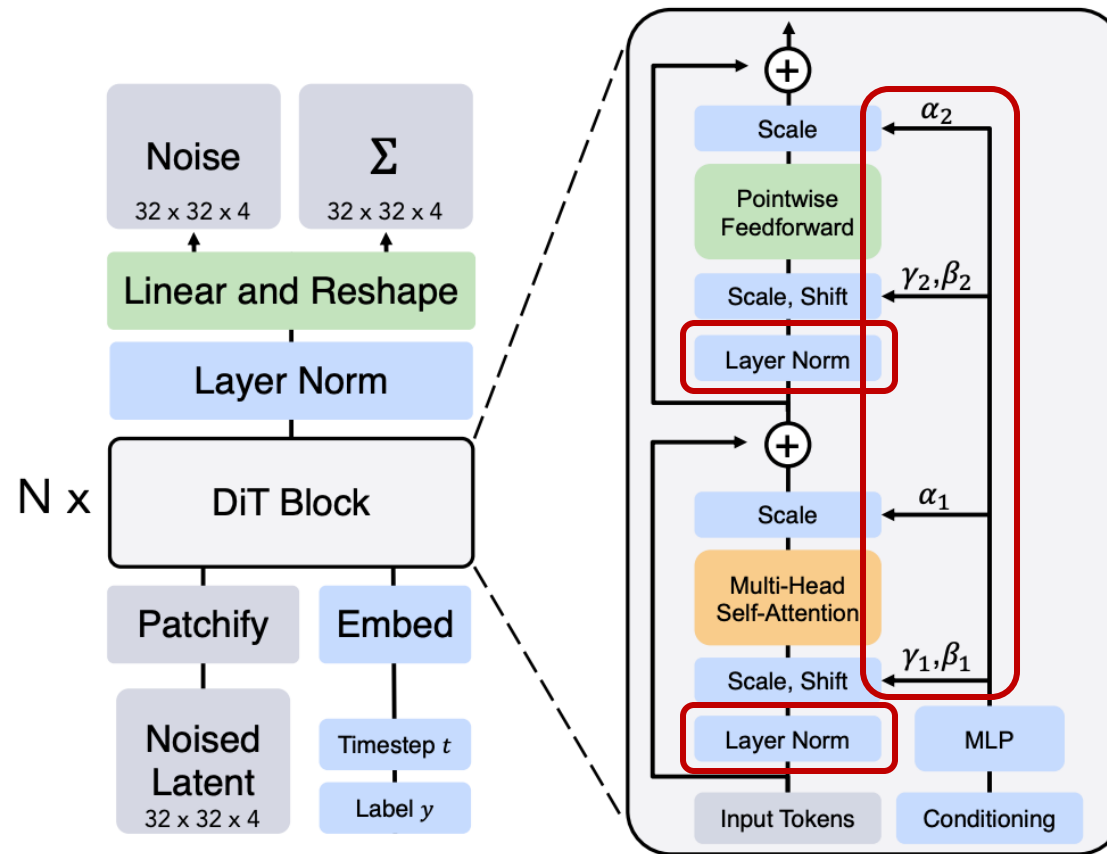 Noise
32 x 32 x 4
Σ
32 x 32 x 4
Linear and Reshape
Layer Norm
N x
DiT Block
Patchify
Embed
Noised
Latent
32 x 32 x 4
Timestep t
Label y
+
Scale
α₂
Pointwise
Feedforward
Scale, Shift
γ₂,β₂
Layer Norm
+
Scale
α₁
Multi-Head
Self-Attention
Scale, Shift
γ₁,β₁
Layer Norm
MLP
Input Tokens
Conditioning